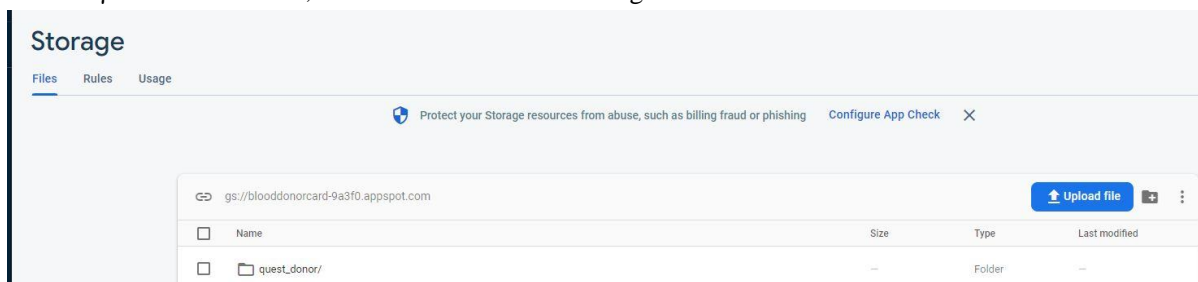 Storage
Files Rules Usage
Protect your Storage resources from abuse, such as billing fraud or phishing Configure App Check
gs://blooddonorcard-9a3f0.appspot.com Upload file
Name Size Type Last modified
quest_donor/ – Folder –